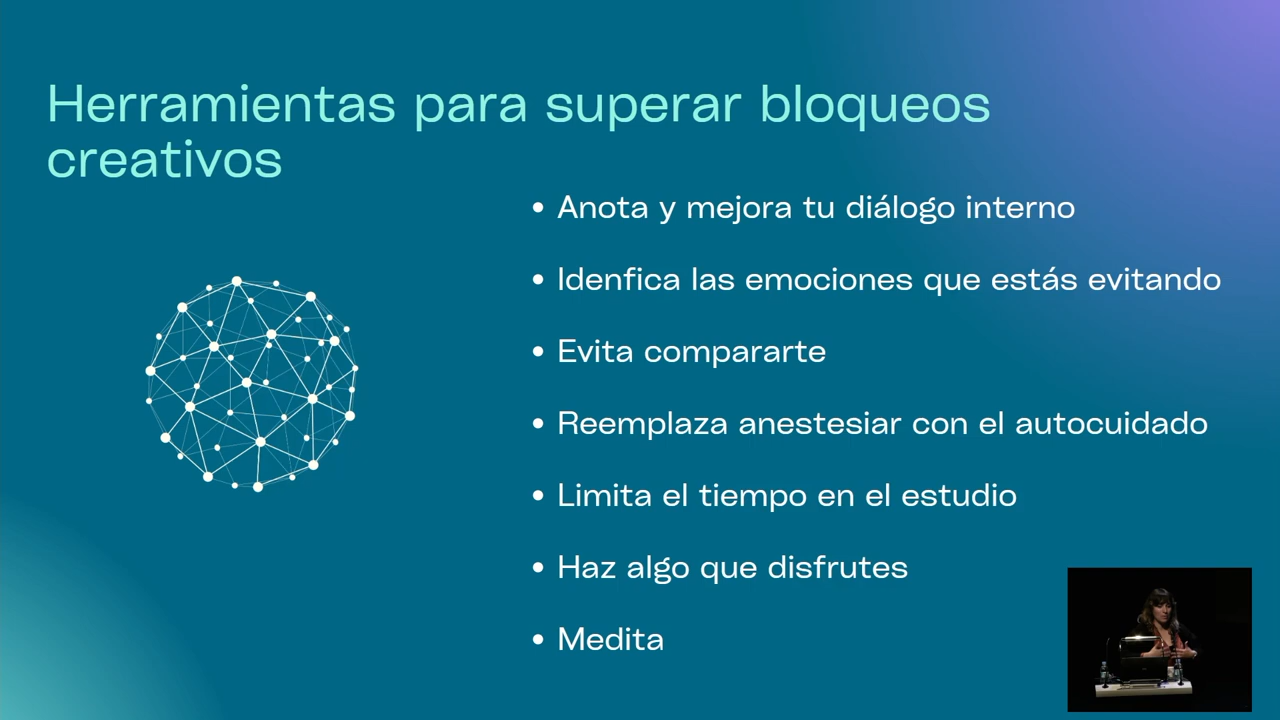 Herramientas para superar bloqueos
creativos
• Anota y mejora tu diálogo interno
• Idenfica las emociones que estás evitando
• Evita compararte
• Reemplaza anestesiar con el autocuidado
• Limita el tiempo en el estudio
• Haz algo que disfrutes
• Medita